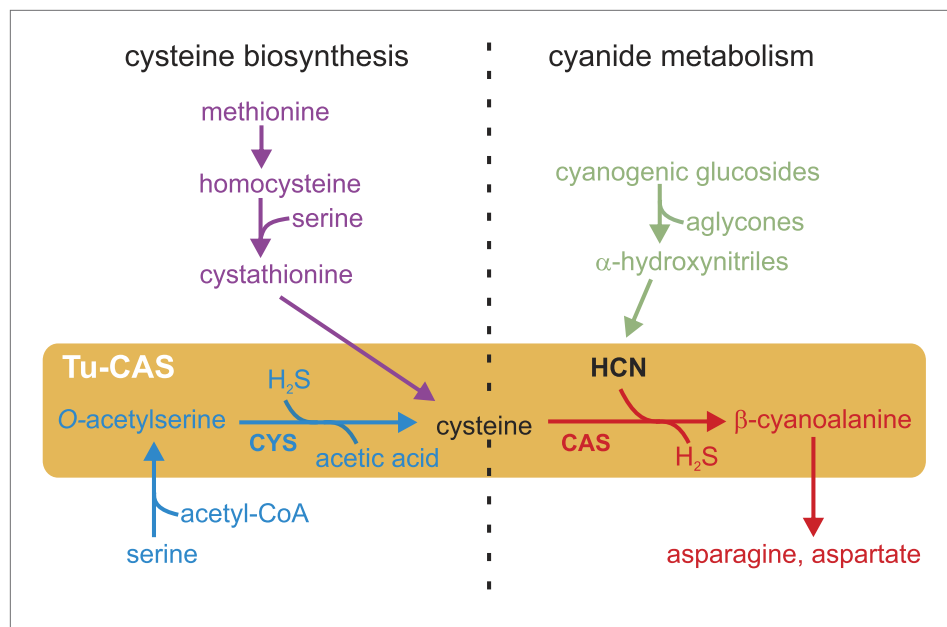 cysteine biosynthesis
cyanide metabolism
methionine
homocysteine
serine
cystathionine
cyanogenic glucosides
aglycones
α-hydroxynitriles
Tu-CAS
HCN
H₂S
O-acetylserine
CYS
acetic acid
cysteine
CAS
H₂S
β-cyanoalanine
acetyl-CoA
serine
asparagine, aspartate